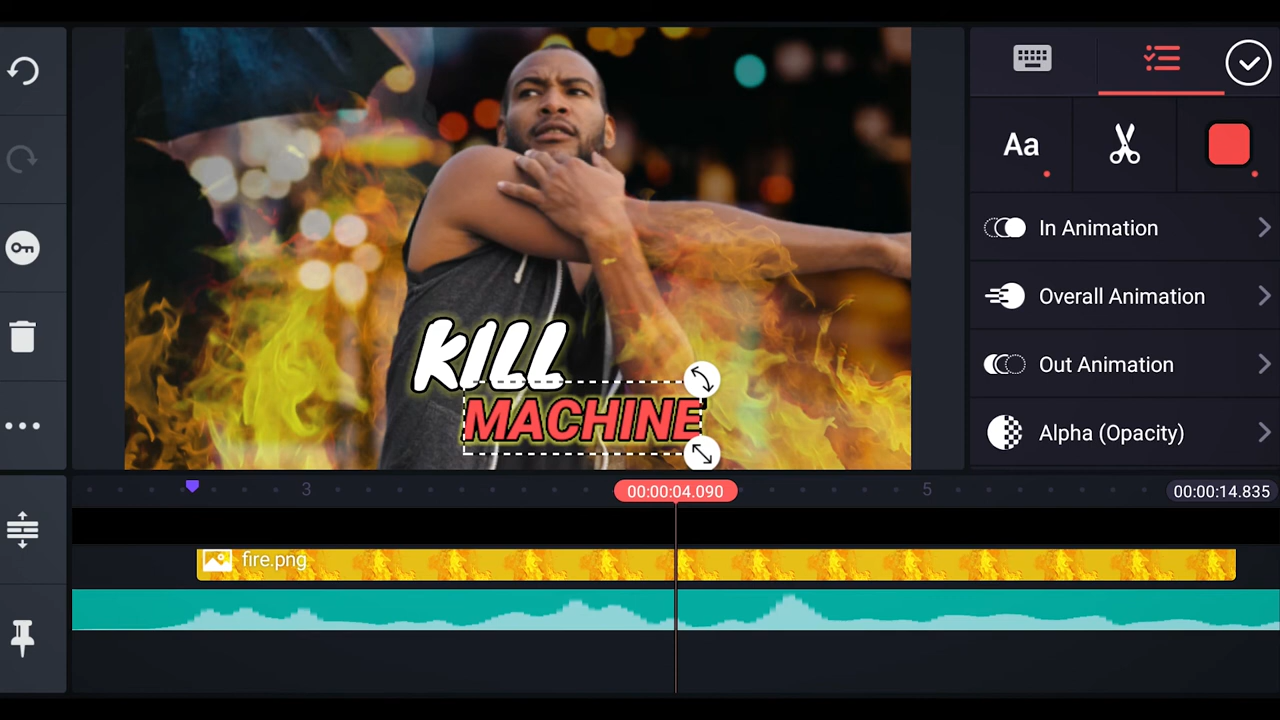 Aa
In Animation
Overall Animation
Out Animation
Alpha (Opacity)
KILL
MACHINE
3
00:00:04.090
5
00:00:14.835
fire.png